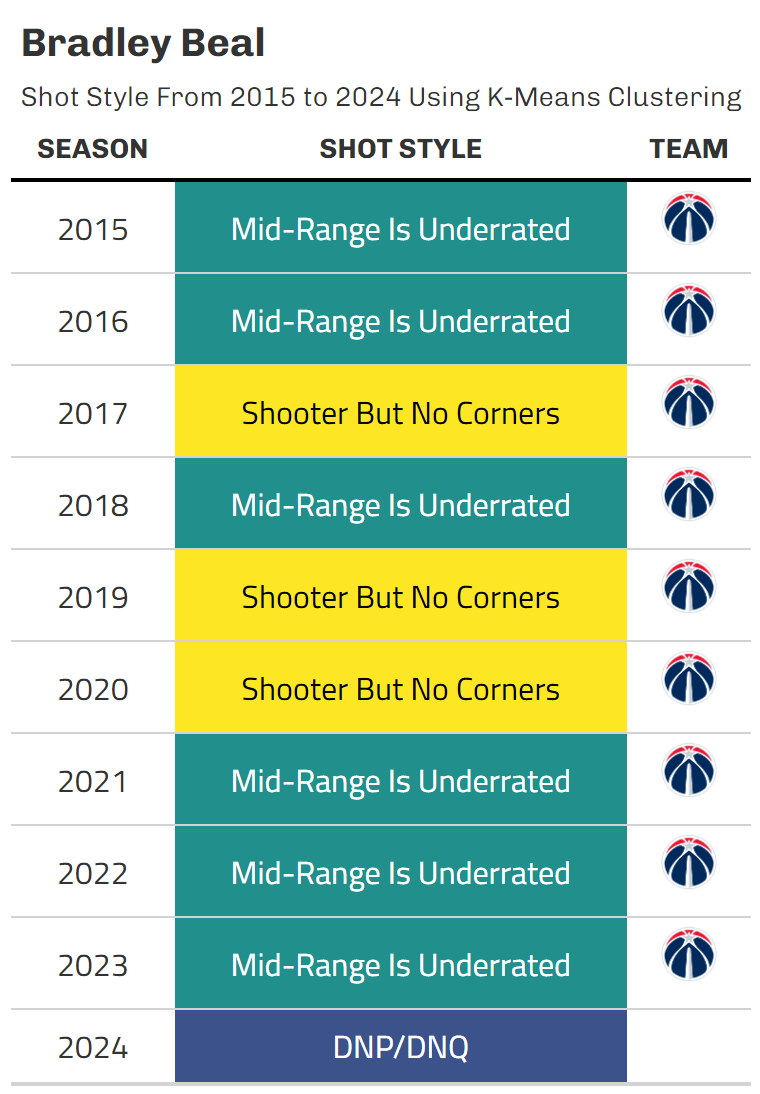 Bradley Beal
Shot Style From 2015 to 2024 Using K-Means Clustering
SEASON SHOT STYLE TEAM
2015 Mid-Range Is Underrated
2016 Mid-Range Is Underrated
2017 Shooter But No Corners
2018 Mid-Range Is Underrated
2019 Shooter But No Corners
2020 Shooter But No Corners
2021 Mid-Range Is Underrated
2022 Mid-Range Is Underrated
2023 Mid-Range Is Underrated
2024 DNP/DNQ